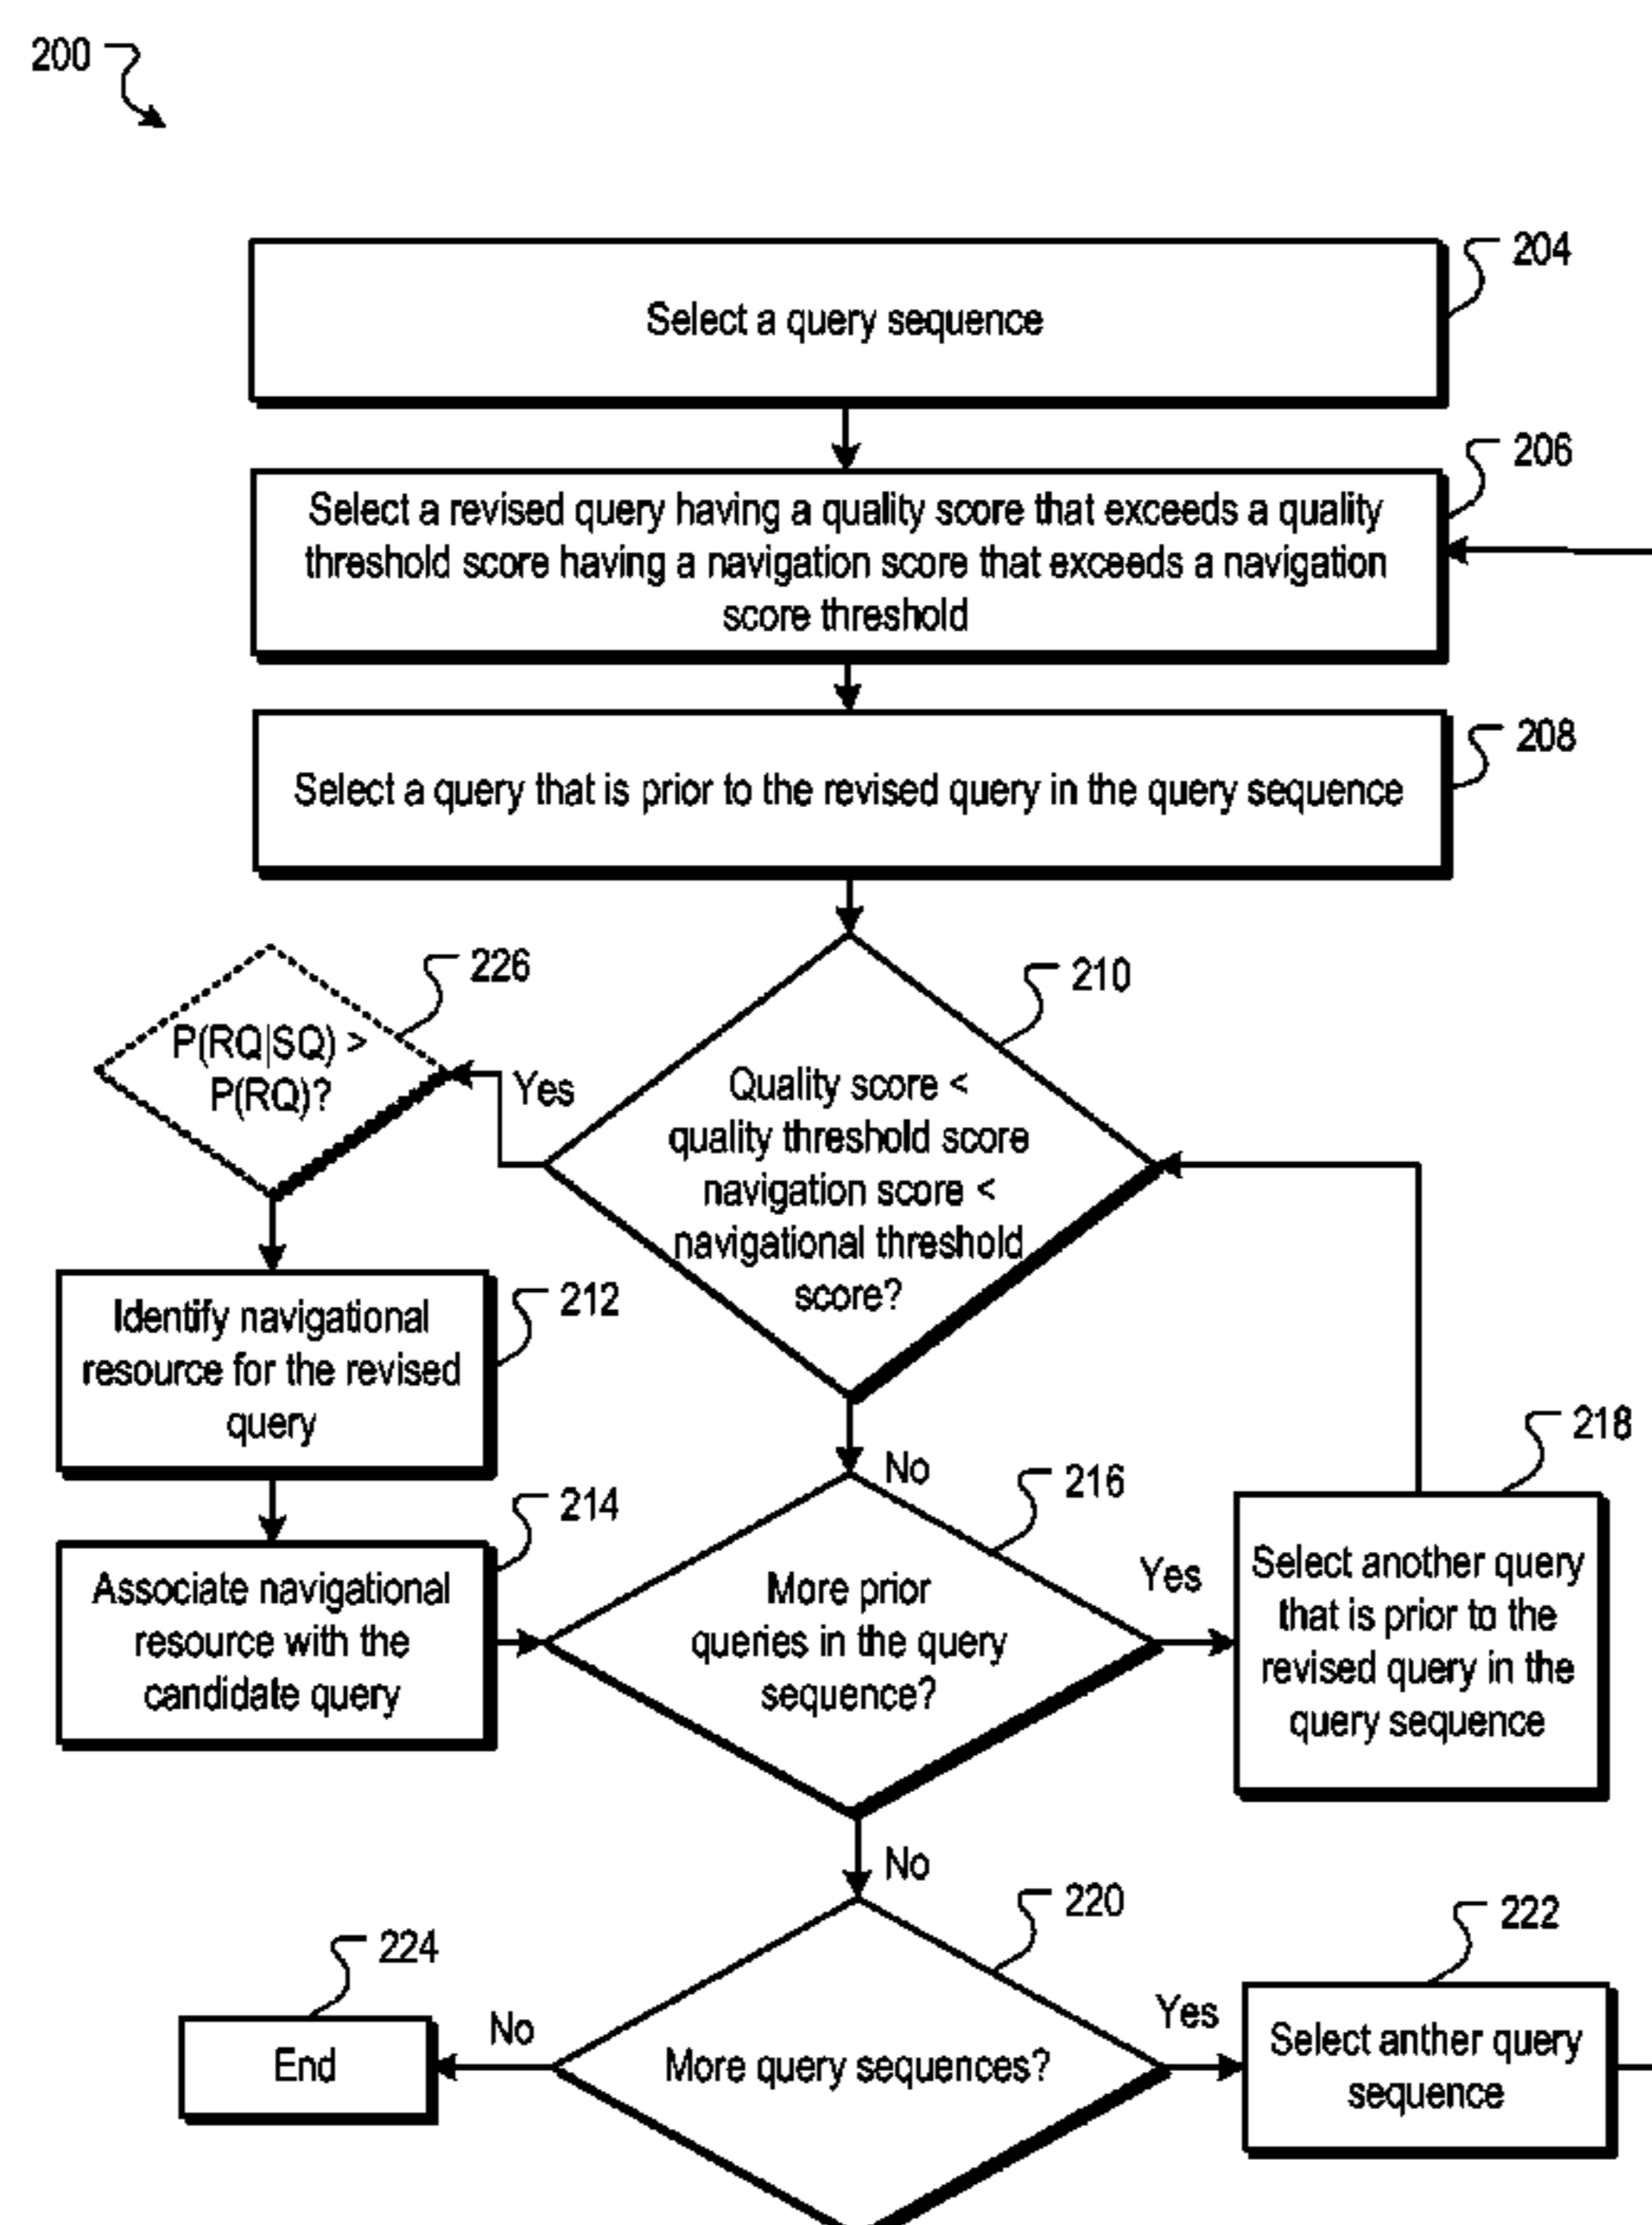 200
204
Select a query sequence
206
Select a revised query having a quality score that exceeds a quality
threshold score having a navigation score that exceeds a navigation
score threshold
208
Select a query that is prior to the revised query in the query sequence
226
P(RQ|SQ) >
P(RQ)?
Yes
210
Quality score <
quality threshold score
navigation score <
navigational threshold
score?
212
Identify navigational
resource for the revised
query
No
214
Associate navigational
resource with the
candidate query
216
More prior
queries in the query
sequence?
Yes
218
Select another query
that is prior to the
revised query in the
query sequence
No
220
More query sequences?
224
End
No
Yes
222
Select anther query
sequence